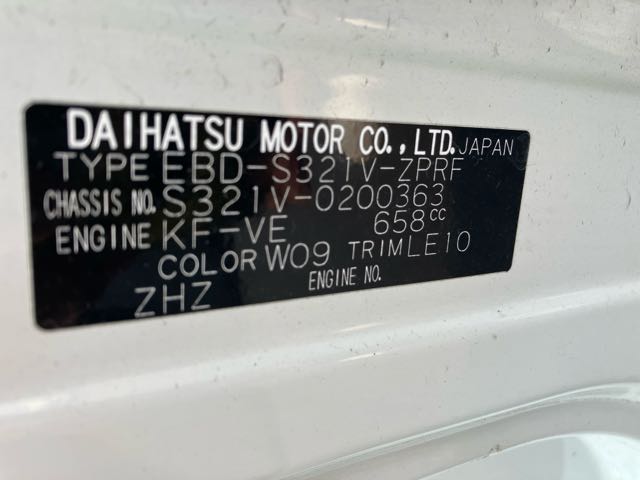 DAIHATSU MOTOR CO., LTD. JAPAN
TYPE EBD-S321V-ZPRF
CHASSIS NO. S321V-0200363
ENGINE KF-VE 658cc
COLOR W09 TRIM LE10
ZHZ ENGINE NO.